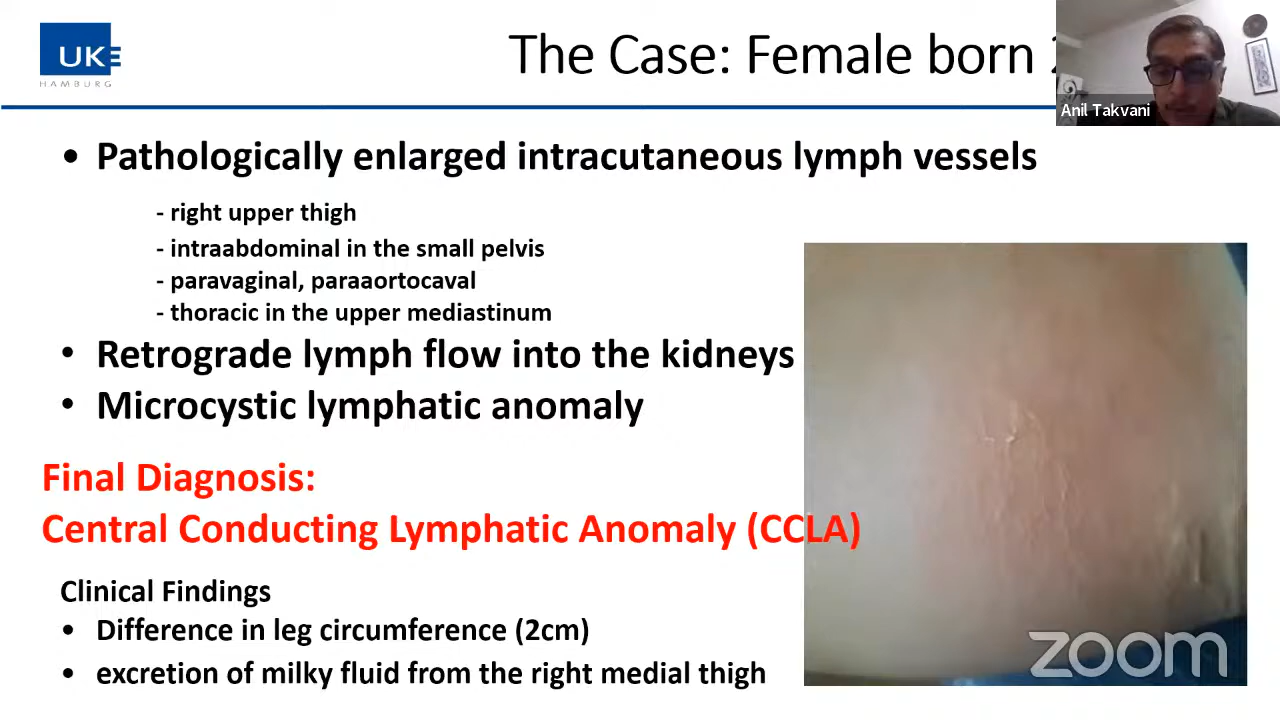 UKE
HAMBURG
The Case: Female born
Anil Takvani
• Pathologically enlarged intracutaneous lymph vessels
- right upper thigh
- intraabdominal in the small pelvis
- paravaginal, paraaortocaval
- thoracic in the upper mediastinum
• Retrograde lymph flow into the kidneys
• Microcystic lymphatic anomaly
Final Diagnosis:
Central Conducting Lymphatic Anomaly (CCLA)
Clinical Findings
• Difference in leg circumference (2cm)
• excretion of milky fluid from the right medial thigh
zoom